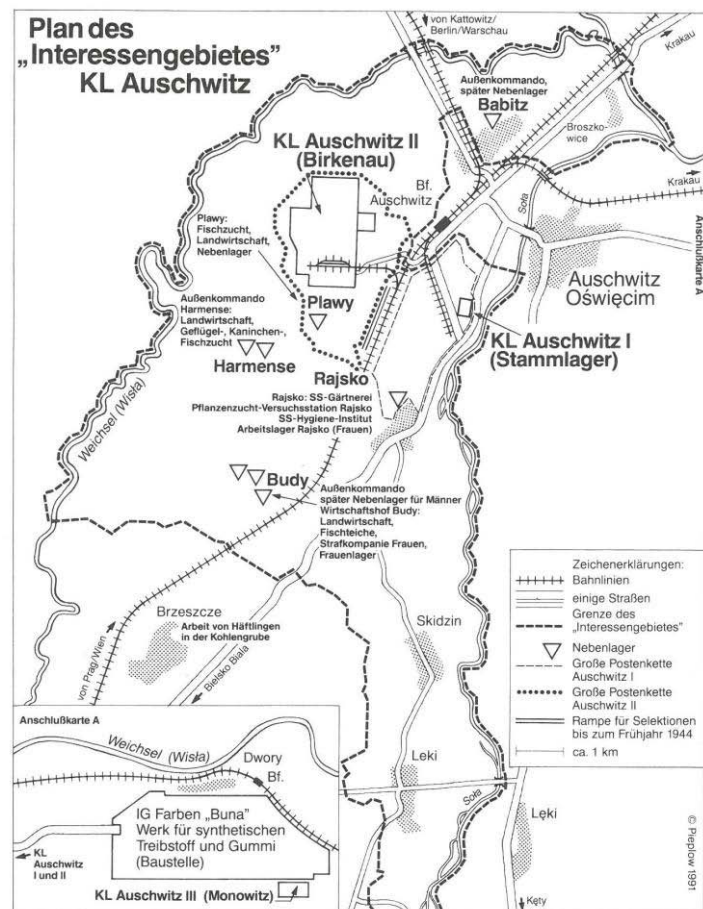 Plan des
„Interessengebietes"
KL Auschwitz
von Kattowitz/
Berlin/Warschau
Krakau
Außenkommando,
später Nebenlager
Babitz
Broszko-
wice
KL Auschwitz II
(Birkenau)
Bf.
Auschwitz
Soła
Krakau
Anschlußkarte A
Plawy:
Fischzucht,
Landwirtschaft,
Nebenlager
Auschwitz
Oświęcim
Plawy
Außenkommando
Harmense:
Landwirtschaft,
Geflügel-, Kaninchen-,
Fischzucht
Harmense
KL Auschwitz I
(Stammlager)
Rajsko
Rajsko: SS-Gärtnerei
Pflanzenzucht-Versuchsstation Rajsko
SS-Hygiene-Institut
Arbeitslager Rajsko (Frauen)
Weichsel (Wisła)
Budy
Außenkommando
später Nebenlager für Männer
Wirtschaftshof Budy:
Landwirtschaft,
Fischteiche,
Strafkompanie Frauen,
Frauenlager
Brzeszcze
Arbeit von Häftlingen
in der Kohlengrube
von Prag/Wien
Bielsko Biala
Skidzin
Zeichenerklärungen:
Bahnlinien
einige Straßen
Grenze des
„Interessengebietes"
Nebenlager
Große Postenkette
Auschwitz I
Große Postenkette
Auschwitz II
Rampe für Selektionen
bis zum Frühjahr 1944
ca. 1 km
Leki
Soła
Lęki
Kęty
© Pieplow 1991
Anschlußkarte A
Weichsel (Wisła)
Dwory
Bf.
IG Farben „Buna"
Werk für synthetischen
Treibstoff und Gummi
(Baustelle)
KL
Auschwitz
I und II
KL Auschwitz III (Monowitz)